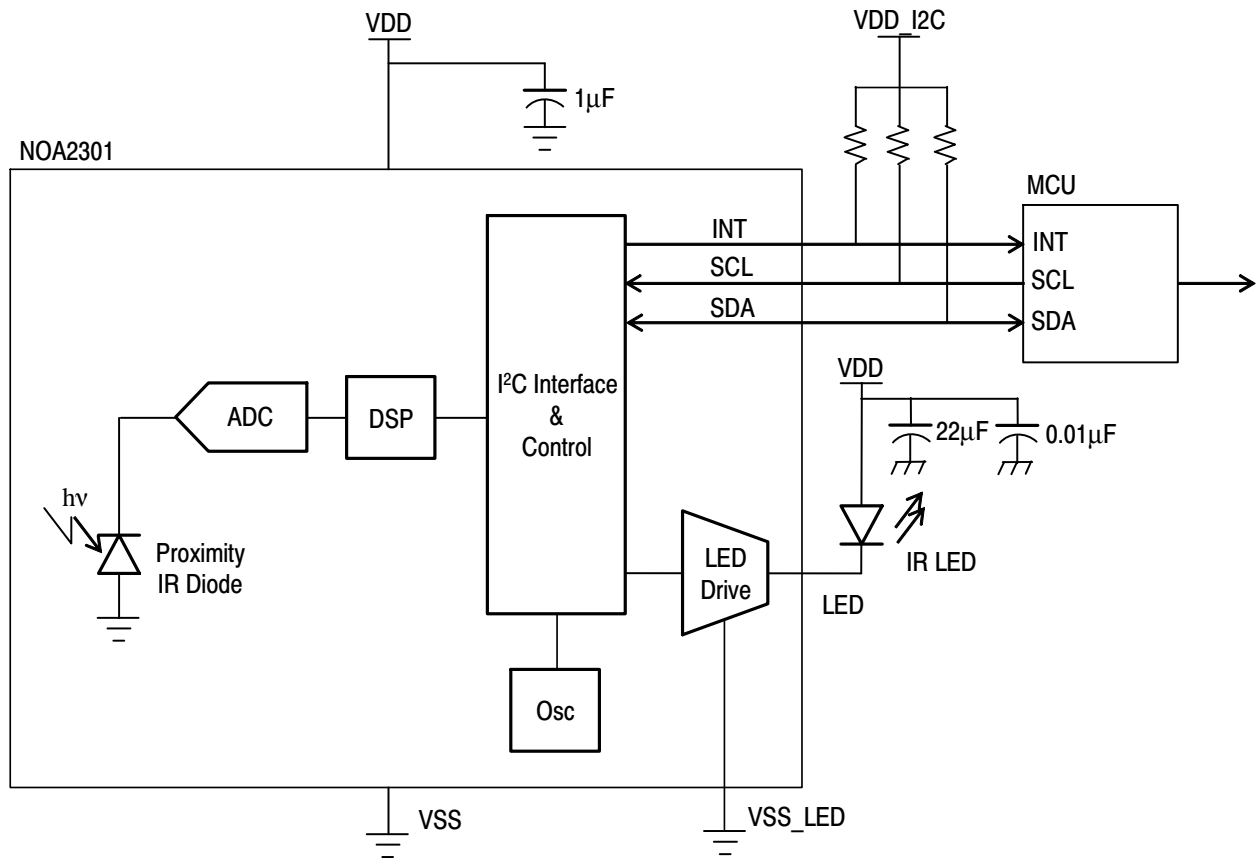 VDD
VDD_I2C
1μF
NOA2301
MCU
INT
INT
SCL
SCL
SDA
SDA
VDD
I²C Interface
&
Control
ADC
DSP
22μF
0.01μF
hν
Proximity
IR Diode
LED
Drive
IR LED
LED
Osc
VSS
VSS_LED